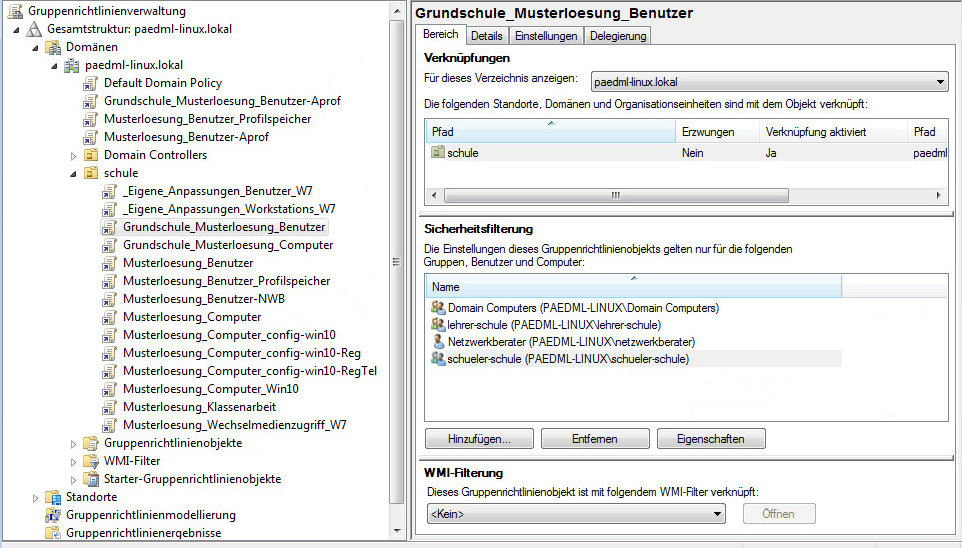 Gruppenrichtlinienverwaltung
Gesamtstruktur: paedml-linux.lokal
Domänen
paedml-linux.lokal
Default Domain Policy
Grundschule_Musterloesung_Benutzer-Aprof
Musterloesung_Benutzer_Profilspeicher
Musterloesung_Benutzer-Aprof
Domain Controllers
schule
_Eigene_Anpassungen_Benutzer_W7
_Eigene_Anpassungen_Workstations_W7
Grundschule_Musterloesung_Benutzer
Grundschule_Musterloesung_Computer
Musterloesung_Benutzer
Musterloesung_Benutzer_Profilspeicher
Musterloesung_Benutzer-NWB
Musterloesung_Computer
Musterloesung_Computer_config-win10
Musterloesung_Computer_config-win10-Reg
Musterloesung_Computer_config-win10-RegTel
Musterloesung_Computer_Win10
Musterloesung_Klassenarbeit
Musterloesung_Wechselmedienzugriff_W7
Gruppenrichtlinienobjekte
WMI-Filter
Starter-Gruppenrichtlinienobjekte
Standorte
Gruppenrichtlinienmodellierung
Gruppenrichtlinienergebnisse
Grundschule_Musterloesung_Benutzer
Bereich Details Einstellungen Delegierung
Verknüpfungen
Für dieses Verzeichnis anzeigen: paedml-linux.lokal
Die folgenden Standorte, Domänen und Organisationseinheiten sind mit dem Objekt verknüpft:
Pfad Erzwungen Verknüpfung aktiviert Pfad
schule Nein Ja paedml
Sicherheitsfilterung
Die Einstellungen dieses Gruppenrichtlinienobjekts gelten nur für die folgenden
Gruppen, Benutzer und Computer:
Name
Domain Computers (PAEDML-LINUX\Domain Computers)
lehrer-schule (PAEDML-LINUX\lehrer-schule)
Netzwerkberater (PAEDML-LINUX\netzwerkberater)
schueler-schule (PAEDML-LINUX\schueler-schule)
Hinzufügen... Entfernen Eigenschaften
WMI-Filterung
Dieses Gruppenrichtlinienobjekt ist mit folgendem WMI-Filter verknüpft:
<Kein> Öffnen